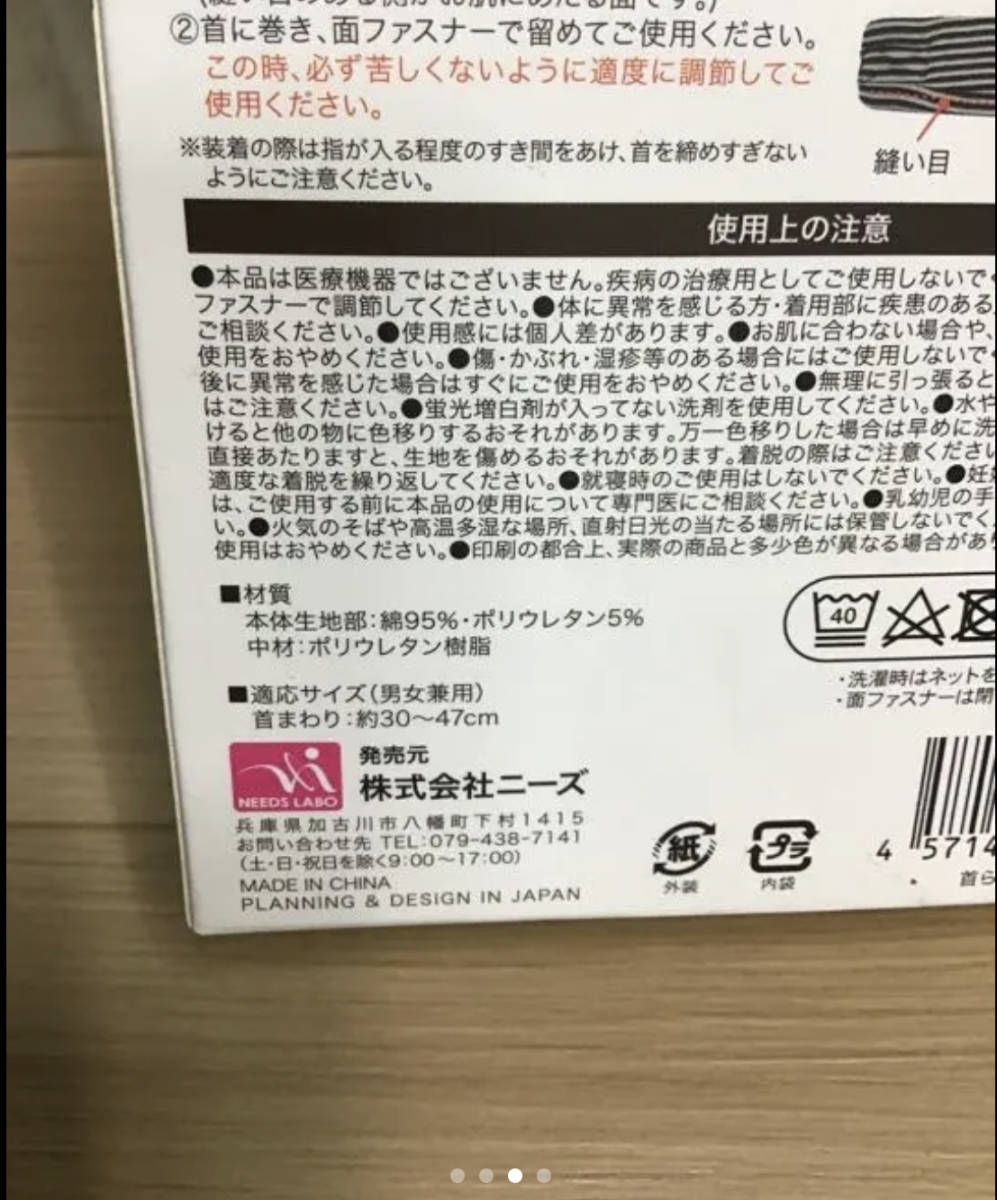 ②首に巻き、面ファスナーで留めてご使用ください。
この時、必ず苦しくないように適度に調節してご
使用ください。
※装着の際は指が入る程度のすき間をあけ、首を締めすぎない
ようにご注意ください。
縫い目
使用上の注意
●本品は医療機器ではございません。疾病の治療用としてご使用しないで
ファスナーで調節してください。●体に異常を感じる方・着用部に疾患のある
ご相談ください。●使用感には個人差があります。●お肌に合わない場合や、
使用をおやめください。●傷・かぶれ・湿疹等のある場合にはご使用しないで
後に異常を感じた場合はすぐにご使用をおやめください。●無理に引っ張ると
はご注意ください。●蛍光増白剤が入ってない洗剤を使用してください。●水や
けると他の物に色移りするおそれがあります。万一色移りした場合は早めに洗
直接あたりますと、生地を傷めるおそれがあります。着脱の際はご注意くださ
適度な着脱を繰り返してください。●就寝時のご使用はしないでください。●妊
は、ご使用する前に本品の使用について専門医にご相談ください。●乳幼児の手
い。●火気のそばや高温多湿な場所、直射日光の当たる場所には保管しないでく
使用はおやめください。●印刷の都合上、実際の商品と多少色が異なる場合があ
■材質
本体生地部：綿95%・ポリウレタン5%
中材：ポリウレタン樹脂
40
・洗濯時はネットを
・面ファスナーは閉
■適応サイズ（男女兼用）
首まわり：約30〜47cm
NEEDS LABO
発売元
株式会社ニーズ
兵庫県加古川市八幡町下村1415
お問い合わせ先 TEL：079-438-7141
（土・日・祝日を除く9：00〜17：00）
MADE IN CHINA
PLANNING & DESIGN IN JAPAN
紙
外装
プラ
内袋
4 5714
首ら